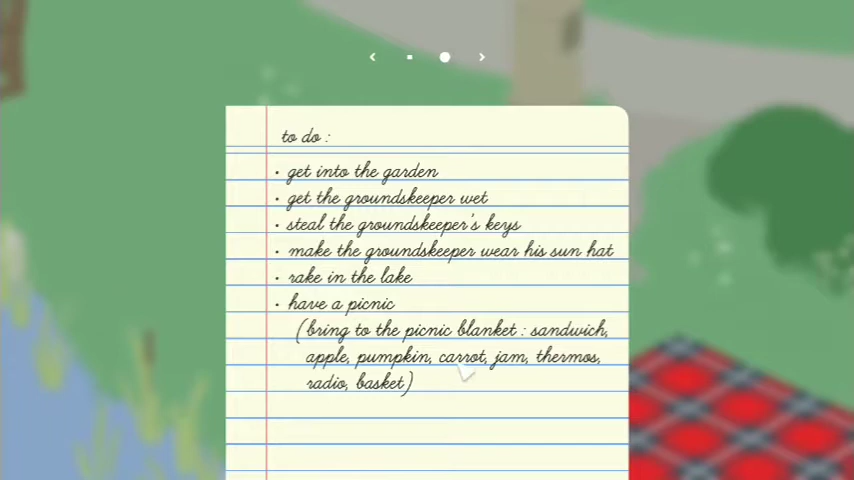 to do :
• get into the garden
• get the groundskeeper wet
• steal the groundskeeper's keys
• make the groundskeeper wear his sun hat
• rake in the lake
• have a picnic
(bring to the picnic blanket : sandwich,
apple, pumpkin, carrot, jam, thermos,
radio, basket)